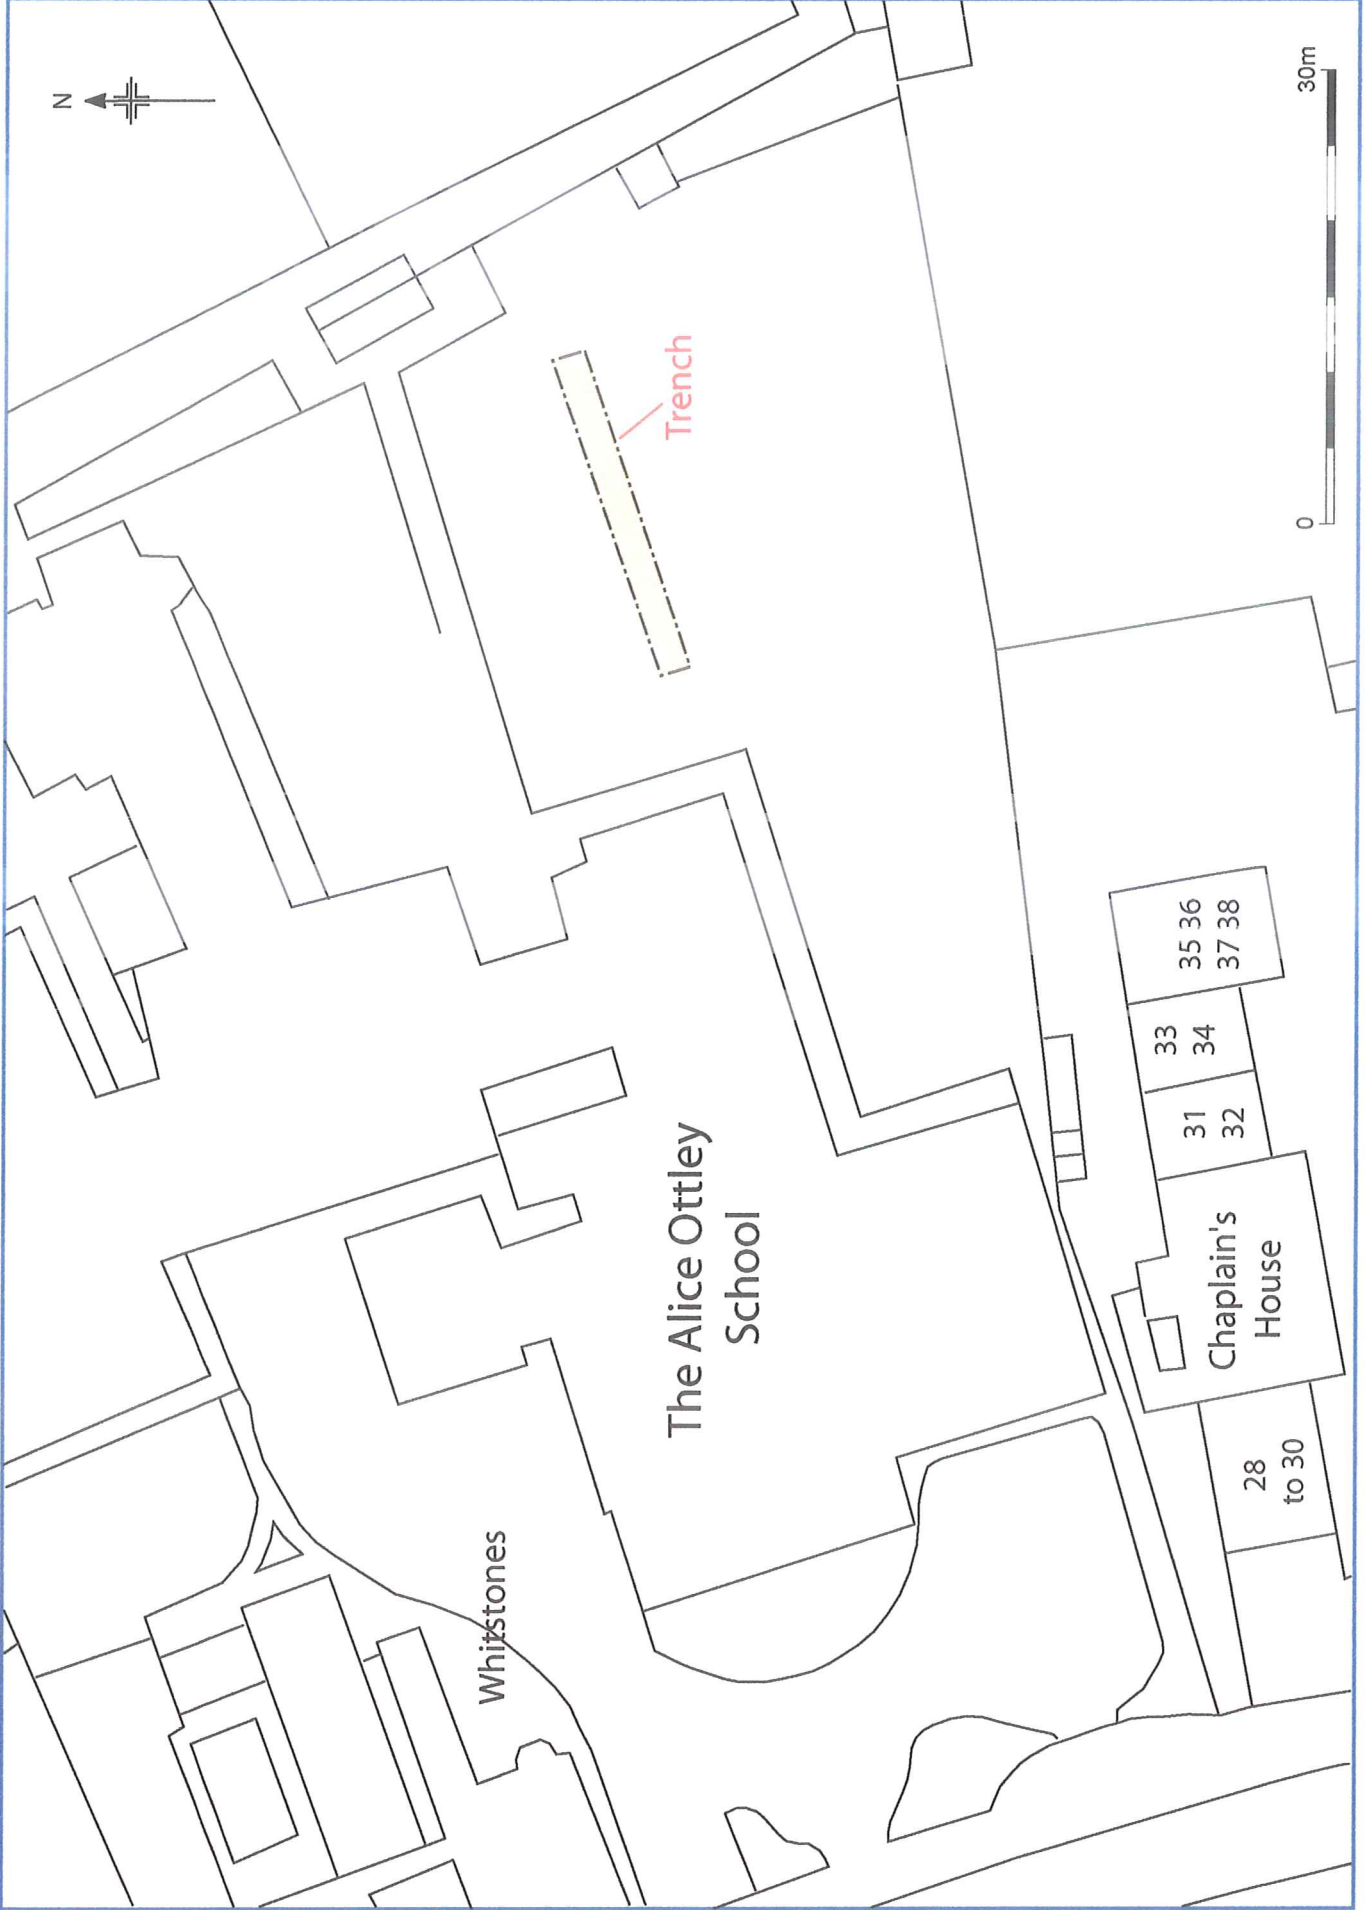 N
Trench
The Alice Ottley
School
Whitstones
35 36
37 38
33
34
31
32
Chaplain's
House
28
to 30
0
30m